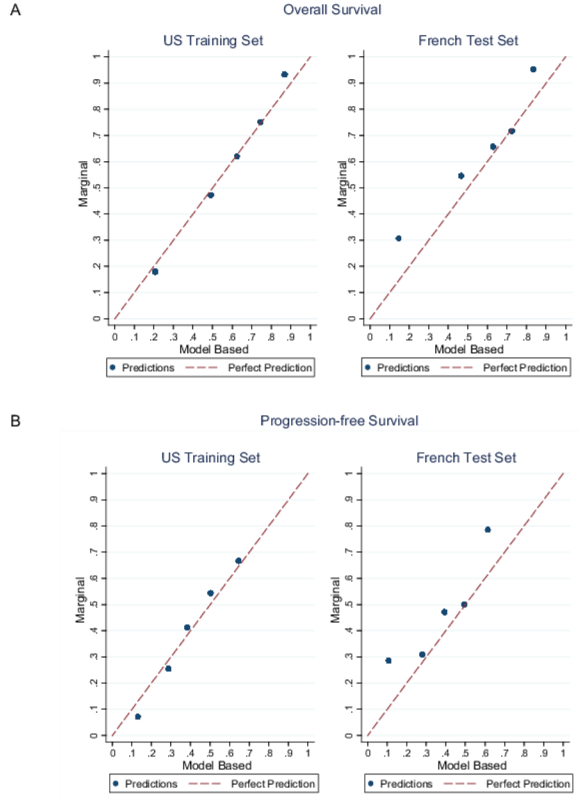 A
Overall Survival
US Training Set
French Test Set
Marginal
0 .1 .2 .3 .4 .5 .6 .7 .8 .9 1
0 .1 .2 .3 .4 .5 .6 .7 .8 .9 1
Model Based
Predictions Perfect Prediction
Marginal
0 .1 .2 .3 .4 .5 .6 .7 .8 .9 1
0 .1 .2 .3 .4 .5 .6 .7 .8 .9 1
Model Based
Predictions Perfect Prediction
B
Progression-free Survival
US Training Set
French Test Set
Marginal
0 .1 .2 .3 .4 .5 .6 .7 .8 .9 1
0 .1 .2 .3 .4 .5 .6 .7 .8 .9 1
Model Based
Predictions Perfect Prediction
Marginal
0 .1 .2 .3 .4 .5 .6 .7 .8 .9 1
0 .1 .2 .3 .4 .5 .6 .7 .8 .9 1
Model Based
Predictions Perfect Prediction